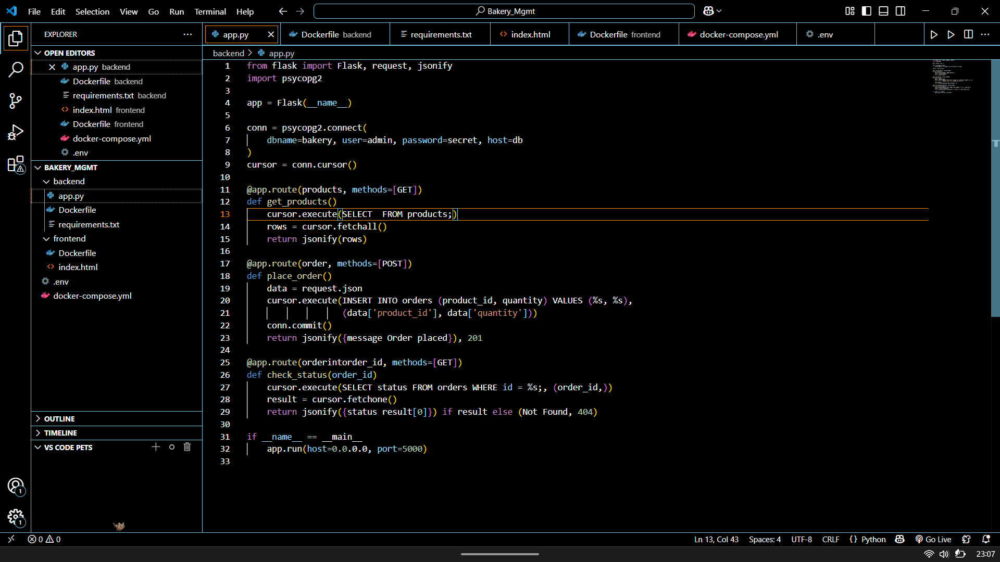 File Edit Selection View Go Run Terminal Help
Bakery_Mgmt
EXPLORER
OPEN EDITORS
app.py backend
Dockerfile backend
requirements.txt backend
index.html frontend
Dockerfile frontend
docker-compose.yml
.env
BAKERY_MGMT
backend
app.py
Dockerfile
requirements.txt
frontend
Dockerfile
index.html
.env
docker-compose.yml
OUTLINE
TIMELINE
VS CODE PETS
1
1
app.py Dockerfile backend requirements.txt index.html Dockerfile frontend docker-compose.yml .env
backend > app.py
1 from flask import Flask, request, jsonify
2 import psycopg2
3
4 app = Flask(__name__)
5
6 conn = psycopg2.connect(
7     dbname=bakery, user=admin, password=secret, host=db
8 )
9 cursor = conn.cursor()
10
11 @app.route(products, methods=[GET])
12 def get_products()
13     cursor.execute(SELECT  FROM products;)
14     rows = cursor.fetchall()
15     return jsonify(rows)
16
17 @app.route(order, methods=[POST])
18 def place_order()
19     data = request.json
20     cursor.execute(INSERT INTO orders (product_id, quantity) VALUES (%s, %s),
21                    (data['product_id'], data['quantity']))
22     conn.commit()
23     return jsonify({message Order placed}), 201
24
25 @app.route(orderintorder_id, methods=[GET])
26 def check_status(order_id)
27     cursor.execute(SELECT status FROM orders WHERE id = %s;, (order_id,))
28     result = cursor.fetchone()
29     return jsonify({status result[0]}) if result else (Not Found, 404)
30
31 if __name__ == __main__
32     app.run(host=0.0.0.0, port=5000)
33
0 0
Ln 13, Col 43 Spaces: 4 UTF-8 CRLF {} Python Go Live
23:07